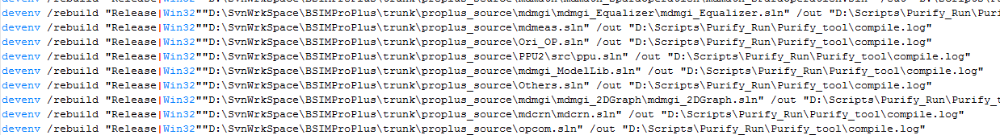 devenv /rebuild "Release|Win32""D:\SvnWrkSpace\BSIMProPlus\trunk\proplus_source\mdmgi\mdmgi_Equalizer\mdmgi_Equalizer.sln" /out "D:\Scripts\Purify_Run\Puri
devenv /rebuild "Release|Win32""D:\SvnWrkSpace\BSIMProPlus\trunk\proplus_source\mdmeas.sln" /out "D:\Scripts\Purify_Run\Purify_tool\compile.log"
devenv /rebuild "Release|Win32""D:\SvnWrkSpace\BSIMProPlus\trunk\proplus_source\Ori_OP.sln" /out "D:\Scripts\Purify_Run\Purify_tool\compile.log"
devenv /rebuild "Release|Win32""D:\SvnWrkSpace\BSIMProPlus\trunk\proplus_source\PPU2\src\ppu.sln" /out "D:\Scripts\Purify_Run\Purify_tool\compile.log"
devenv /rebuild "Release|Win32""D:\SvnWrkSpace\BSIMProPlus\trunk\proplus_source\mdmgi_ModelLib.sln" /out "D:\Scripts\Purify_Run\Purify_tool\compile.log"
devenv /rebuild "Release|Win32""D:\SvnWrkSpace\BSIMProPlus\trunk\proplus_source\Others.sln" /out "D:\Scripts\Purify_Run\Purify_tool\compile.log"
devenv /rebuild "Release|Win32""D:\SvnWrkSpace\BSIMProPlus\trunk\proplus_source\mdmgi\mdmgi_2DGraph\mdmgi_2DGraph.sln" /out "D:\Scripts\Purify_Run\Purify_t
devenv /rebuild "Release|Win32""D:\SvnWrkSpace\BSIMProPlus\trunk\proplus_source\mdcrn\mdcrn.sln" /out "D:\Scripts\Purify_Run\Purify_tool\compile.log"
devenv /rebuild "Release|Win32""D:\SvnWrkSpace\BSIMProPlus\trunk\proplus_source\opcom.sln" /out "D:\Scripts\Purify_Run\Purify_tool\compile.log"